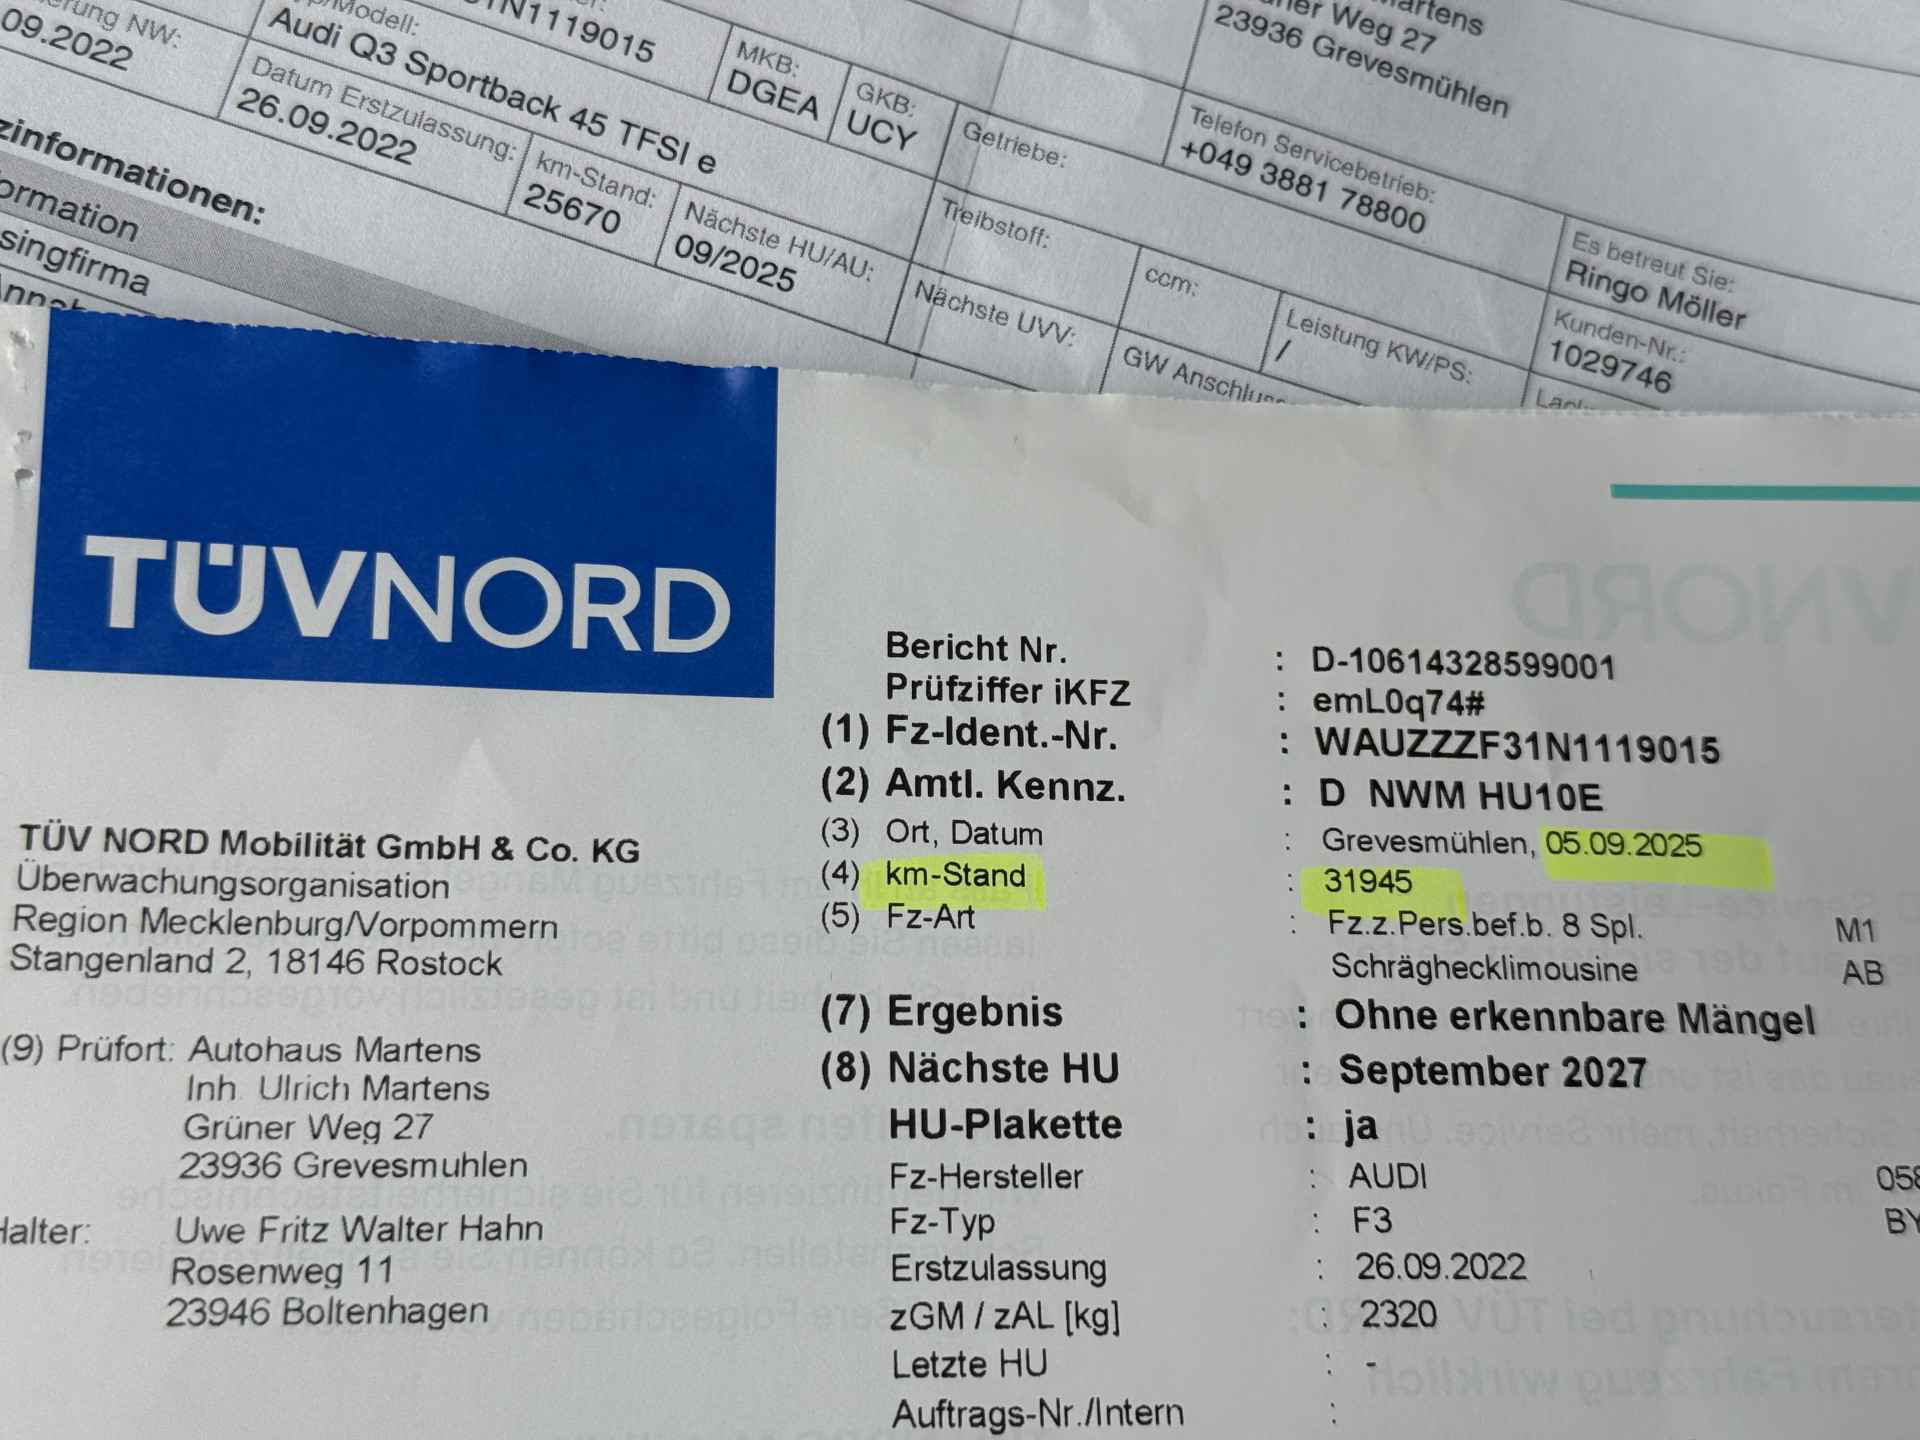 09.2022
Modell:
Audi Q3 Sportback 45 TFSI e
1N1119015
MKB:
DGEA
GKB:
UCY
Datum Erstzulassung:
26.09.2022
km-Stand:
25670
Nächste HU/AU:
09/2025
Getriebe:
Treibstoff:
ccm:
Leistung KW/PS:
/
Nächste UVV:
Weg 27
23936 Grevesmühlen
Telefon Servicebetrieb:
+049 3881 78800
Es betreut Sie:
Ringo Möller
Kunden-Nr.:
1029746
TÜVNORD
Bericht Nr. : D-10614328599001
Prüfziffer iKFZ : emL0q74#
(1) Fz-Ident.-Nr. : WAUZZZF31N1119015
(2) Amtl. Kennz. : D NWM HU10E
(3) Ort, Datum : Grevesmühlen, 05.09.2025
(4) km-Stand : 31945
(5) Fz-Art : Fz.z.Pers.bef.b. 8 Spl. M1
Schräghecklimousine AB
(7) Ergebnis : Ohne erkennbare Mängel
(8) Nächste HU : September 2027
HU-Plakette : ja
Fz-Hersteller : AUDI 058
Fz-Typ : F3 BY
Erstzulassung : 26.09.2022
zGM / zAL [kg] : 2320
Letzte HU : -
Auftrags-Nr./Intern :
TÜV NORD Mobilität GmbH & Co. KG
Überwachungsorganisation
Region Mecklenburg/Vorpommern
Stangenland 2, 18146 Rostock
(9) Prüfort: Autohaus Martens
Inh. Ulrich Martens
Grüner Weg 27
23936 Grevesmuhlen
Halter: Uwe Fritz Walter Hahn
Rosenweg 11
23946 Boltenhagen